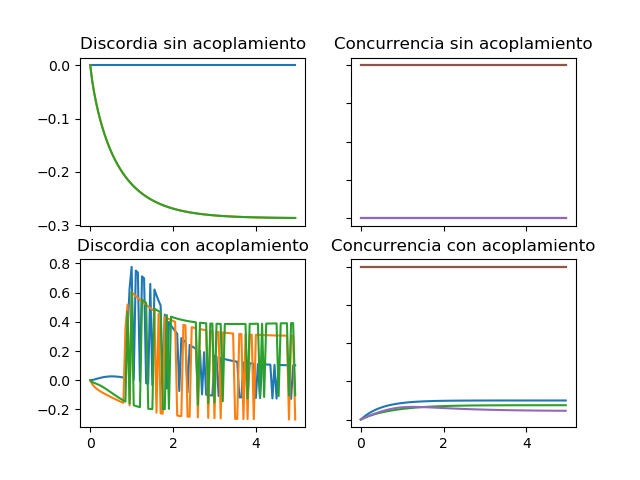 Discordia sin acoplamiento
Concurrencia sin acoplamiento
0.0
−0.1
−0.2
−0.3
Discordia con acoplamiento
Concurrencia con acoplamiento
0.8
0.6
0.4
0.2
0.0
−0.2
0 2 4
0 2 4